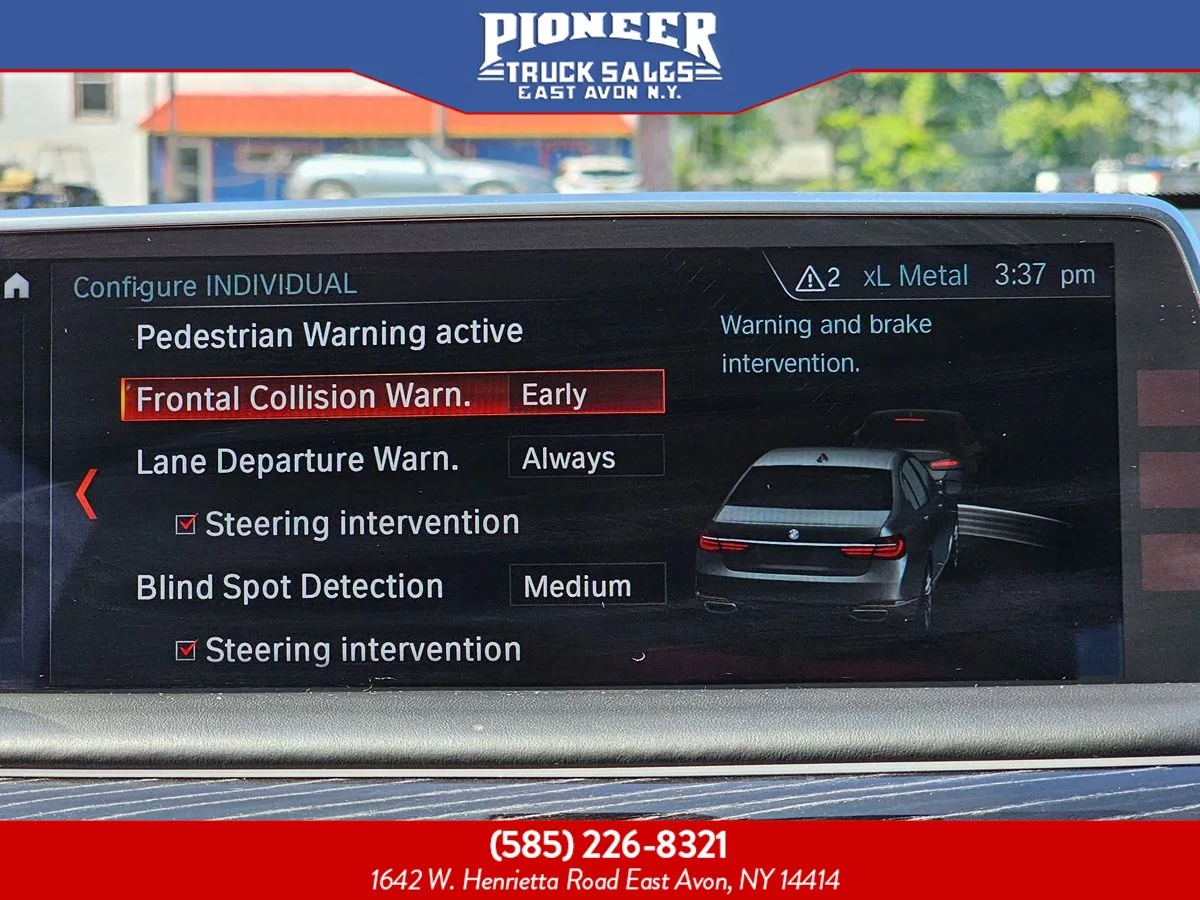 PIONEER
TRUCK SALES
EAST AVON N.Y.
Configure INDIVIDUAL
2 xL Metal 3:37 pm
Pedestrian Warning active
Warning and brake
intervention.
Frontal Collision Warn. Early
Lane Departure Warn. Always
Steering intervention
Blind Spot Detection Medium
Steering intervention
(585) 226-8321
1642 W. Henrietta Road East Avon, NY 14414